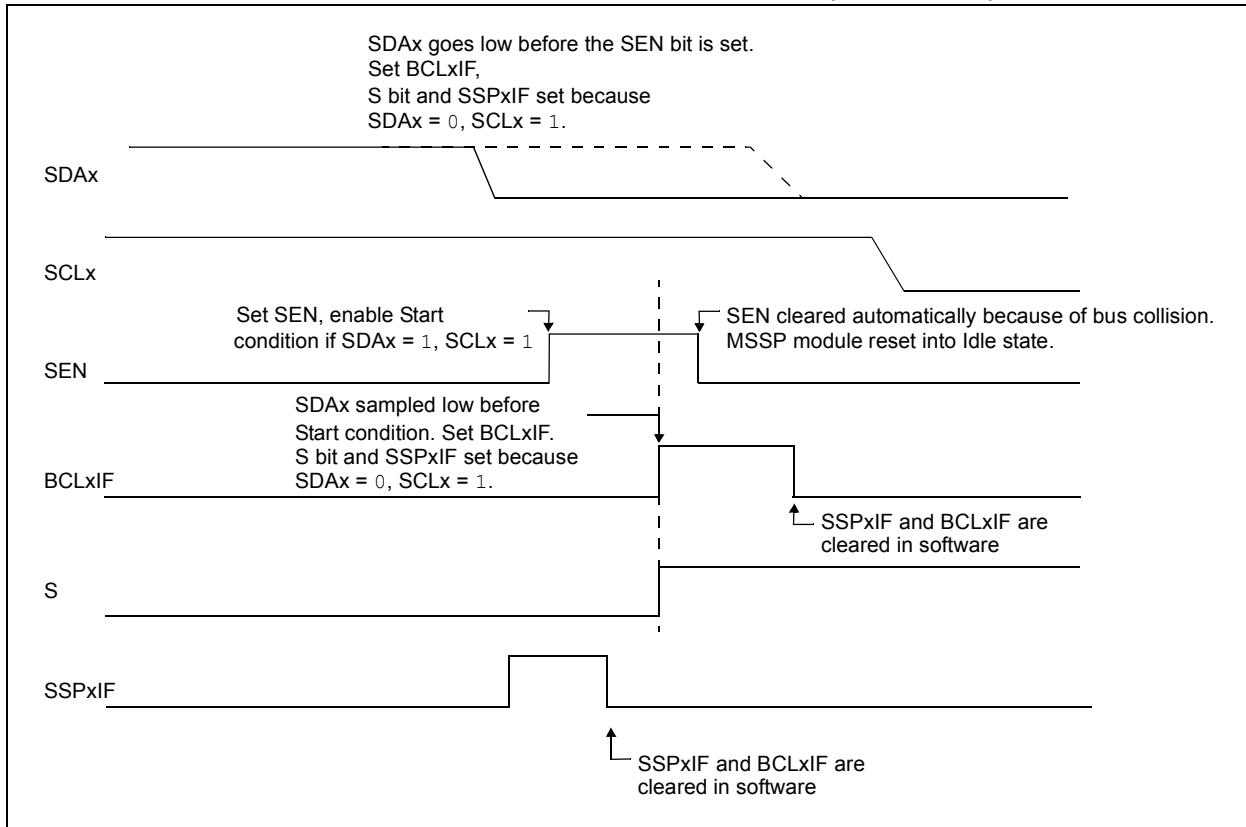 SDAx goes low before the SEN bit is set.
Set BCLxIF,
S bit and SSPxIF set because
SDAx = 0, SCLx = 1.
SDAx
SCLx
Set SEN, enable Start
condition if SDAx = 1, SCLx = 1
SEN cleared automatically because of bus collision.
MSSP module reset into Idle state.
SEN
SDAx sampled low before
Start condition. Set BCLxIF.
S bit and SSPxIF set because
SDAx = 0, SCLx = 1.
BCLxIF
SSPxIF and BCLxIF are
cleared in software
S
SSPxIF
SSPxIF and BCLxIF are
cleared in software